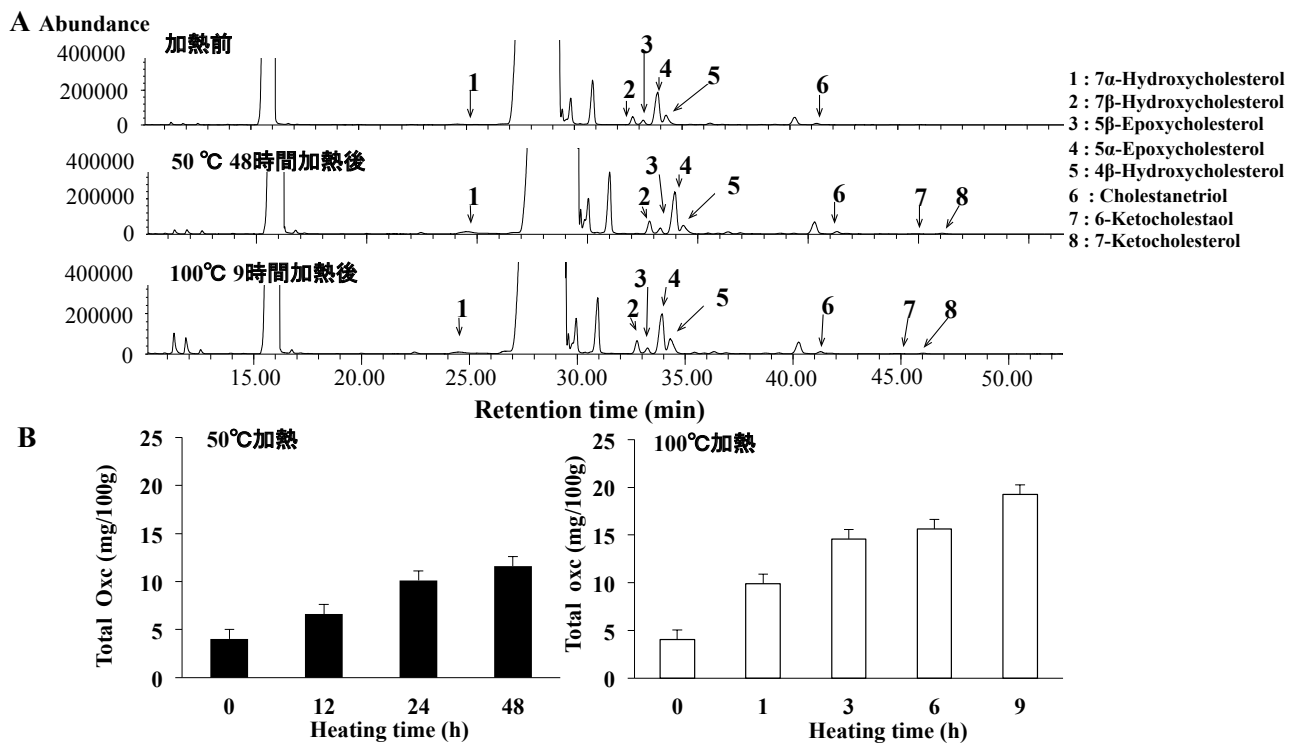 A Abundance
加熱前
400000
200000
0
1
2
3
4
5
6
50 ℃ 48時間加熱後
400000
200000
0
1
2
3
4
5
6
7
8
100℃ 9時間加熱後
400000
200000
0
1
2
3
4
5
6
7
8
15.00 20.00 25.00 30.00 35.00 40.00 45.00 50.00
Retention time (min)
1 : 7α-Hydroxycholesterol
2 : 7β-Hydroxycholesterol
3 : 5β-Epoxycholesterol
4 : 5α-Epoxycholesterol
5 : 4β-Hydroxycholesterol
6 : Cholestanetriol
7 : 6-Ketocholestaol
8 : 7-Ketocholesterol
B
50℃加熱
Total Oxc (mg/100g)
25
20
15
10
5
0
0 12 24 48
Heating time (h)
100℃加熱
Total oxc (mg/100g)
25
20
15
10
5
0
0 1 3 6 9
Heating time (h)